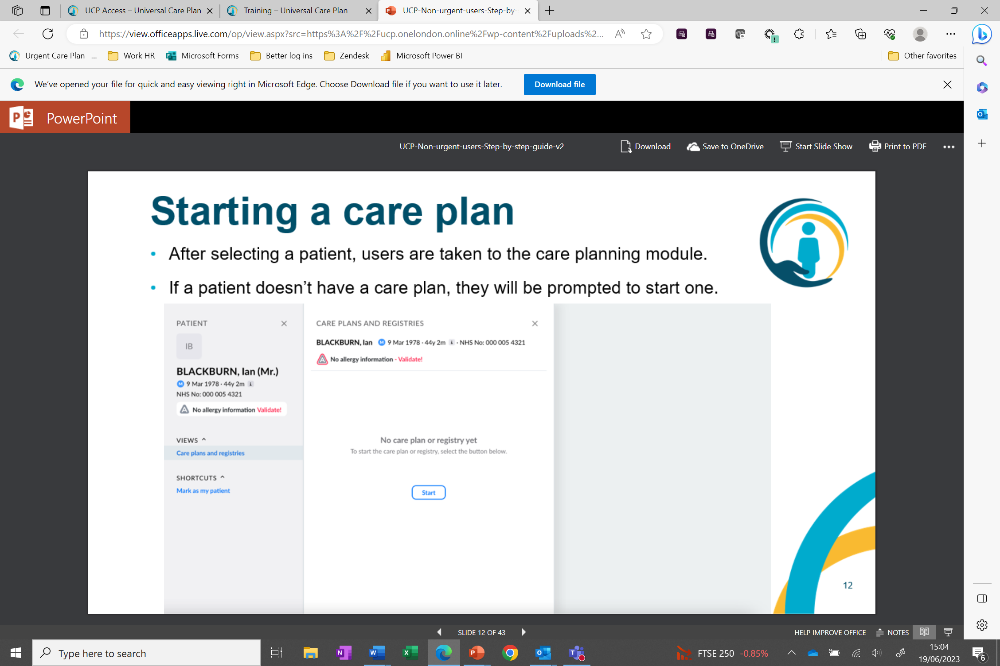 UCP Access – Universal Care Plan
Training – Universal Care Plan
UCP-Non-urgent-users-Step-by-
https://view.officeapps.live.com/op/view.aspx?src=https%3A%2F%2Fucp.onelondon.online%2Fwp-content%2Fuploads%2...
Urgent Care Plan –...
Work HR
Microsoft Forms
Better log ins
Zendesk
Microsoft Power BI
Other favorites
We've opened your file for quick and easy viewing right in Microsoft Edge. Choose Download file if you want to use it later.
Download file
PowerPoint
UCP-Non-urgent-users-Step-by-step-guide-v2
Download
Save to OneDrive
Start Slide Show
Print to PDF
Starting a care plan
• After selecting a patient, users are taken to the care planning module.
• If a patient doesn't have a care plan, they will be prompted to start one.
PATIENT
IB
BLACKBURN, Ian (Mr.)
M 9 Mar 1978 · 44y 2m i
NHS No: 000 005 4321
No allergy information Validate!
VIEWS
Care plans and registries
SHORTCUTS
Mark as my patient
CARE PLANS AND REGISTRIES
BLACKBURN, Ian M 9 Mar 1978 · 44y 2m i · NHS No: 000 005 4321
No allergy information - Validate!
No care plan or registry yet
To start the care plan or registry, select the button below.
Start
12
SLIDE 12 OF 43
HELP IMPROVE OFFICE
NOTES
Type here to search
FTSE 250 -0.85%
15:04
19/06/2023
6